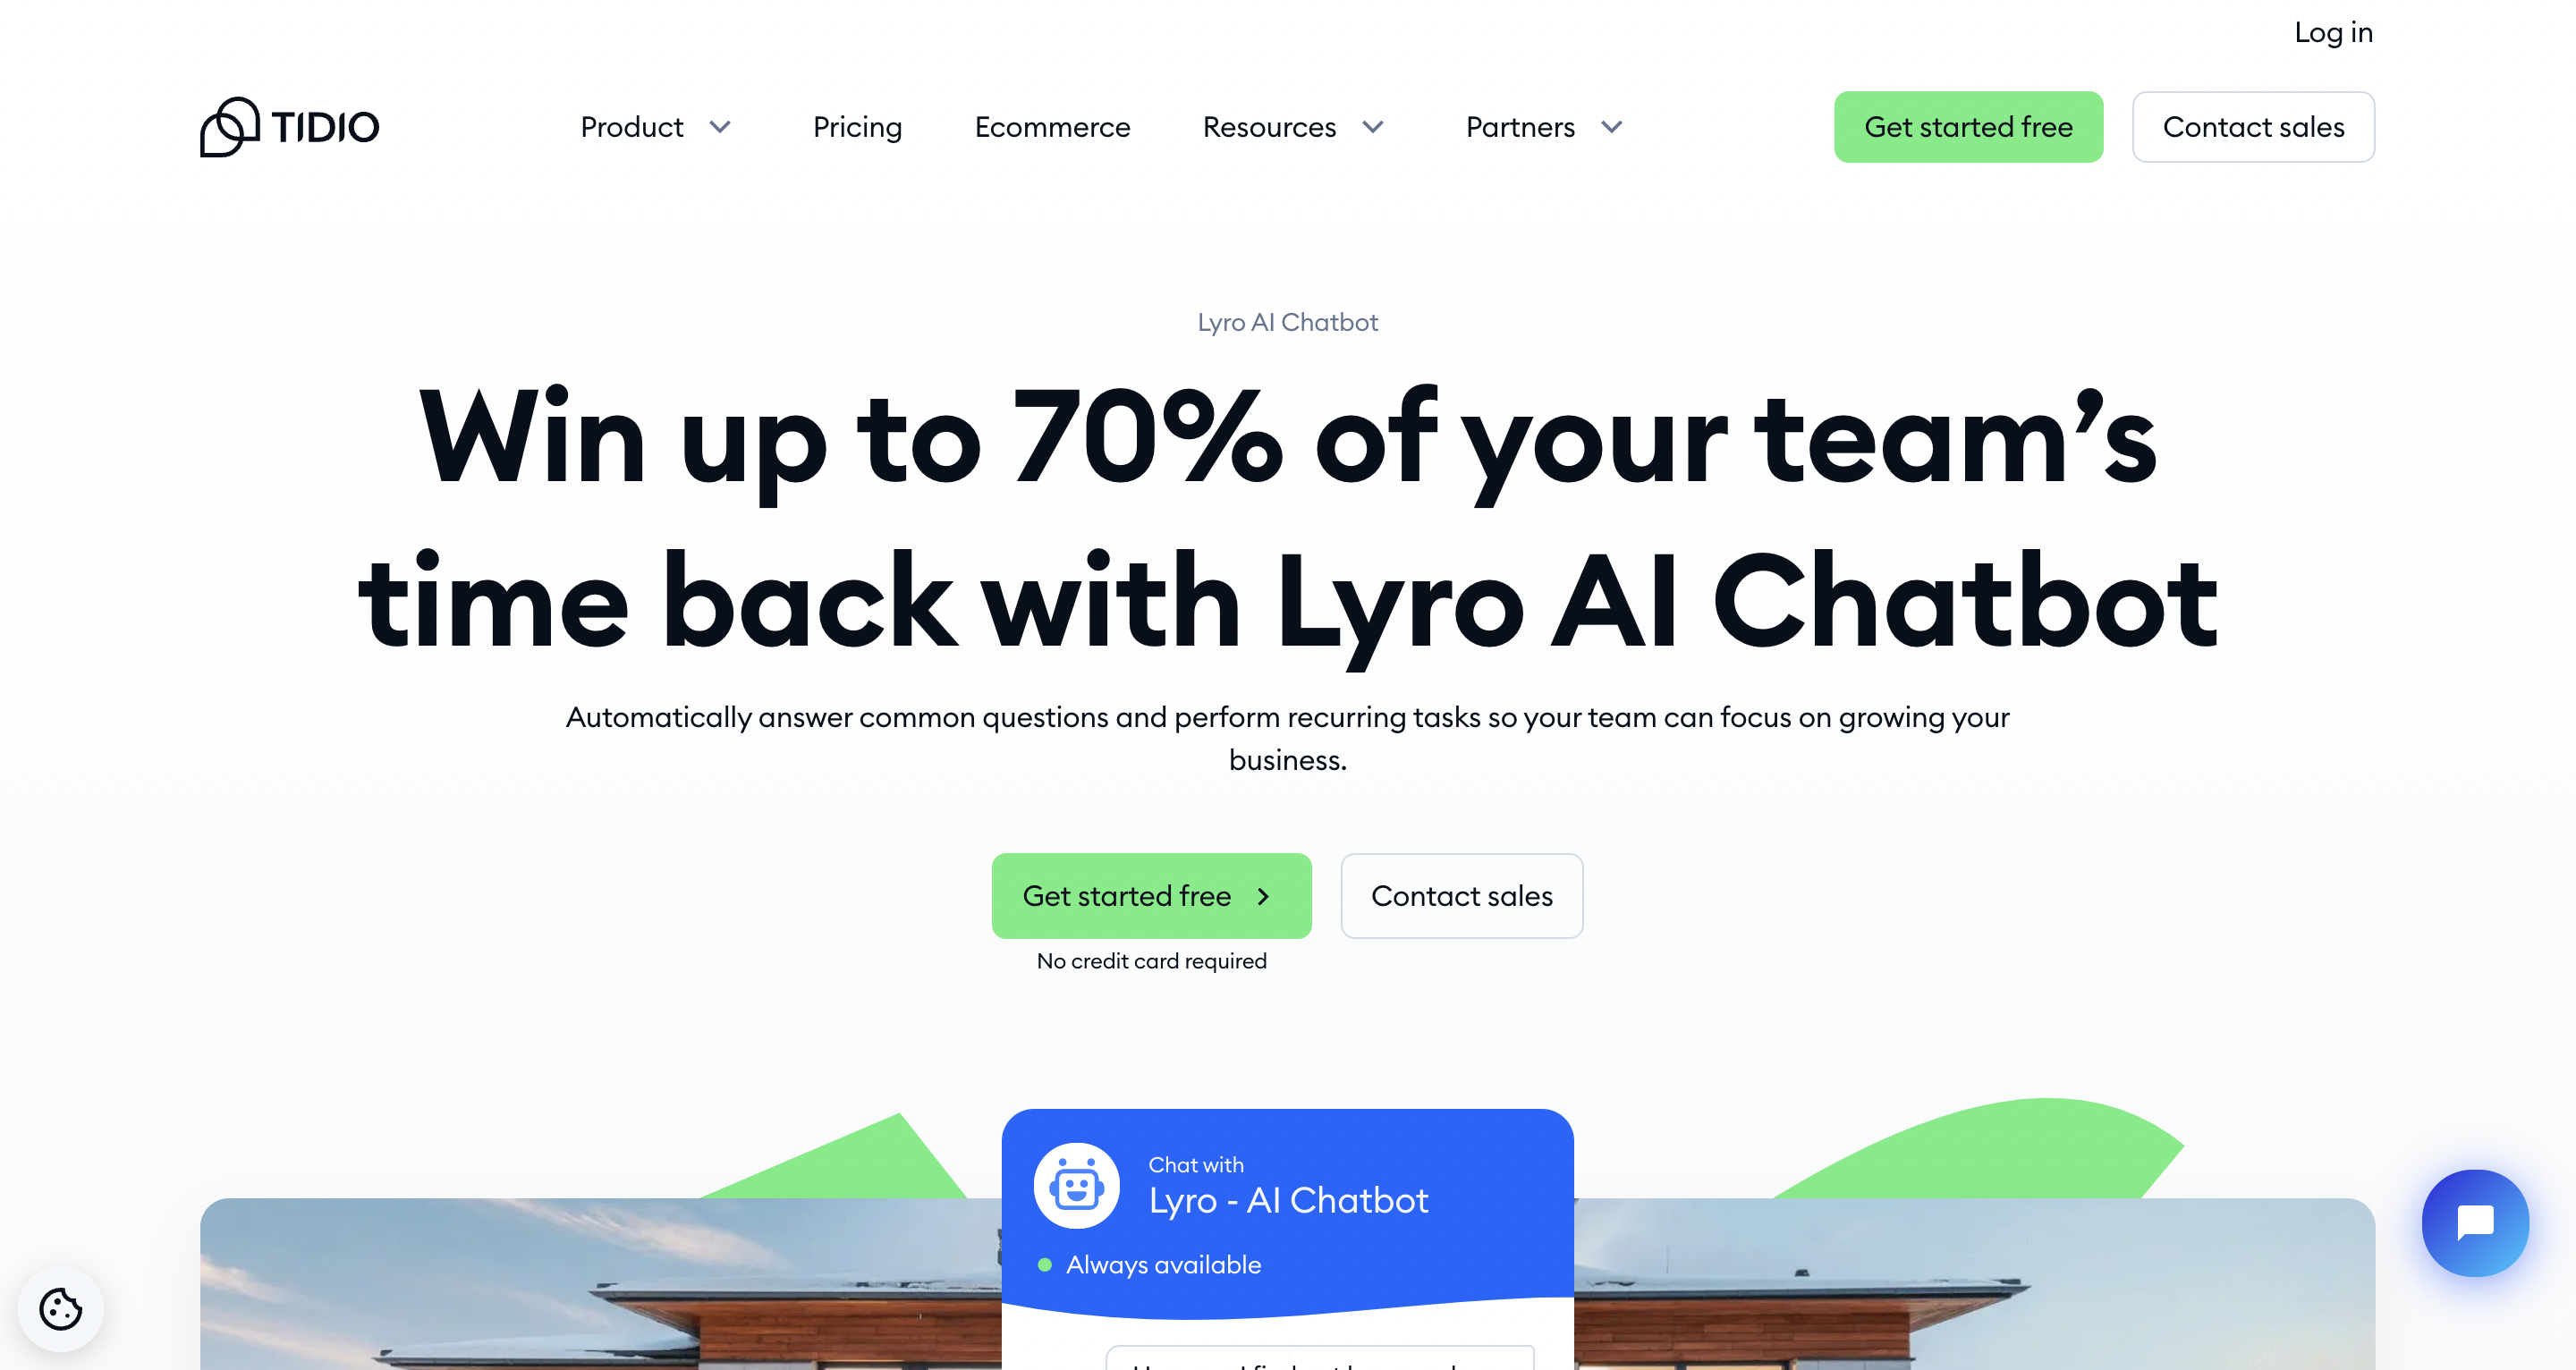 Log in
TIDIO
Product
Pricing
Ecommerce
Resources
Partners
Get started free
Contact sales
Lyro AI Chatbot
Win up to 70% of your team’s
time back with Lyro AI Chatbot
Automatically answer common questions and perform recurring tasks so your team can focus on growing your
business.
Get started free
Contact sales
No credit card required
Chat with
Lyro - AI Chatbot
Always available